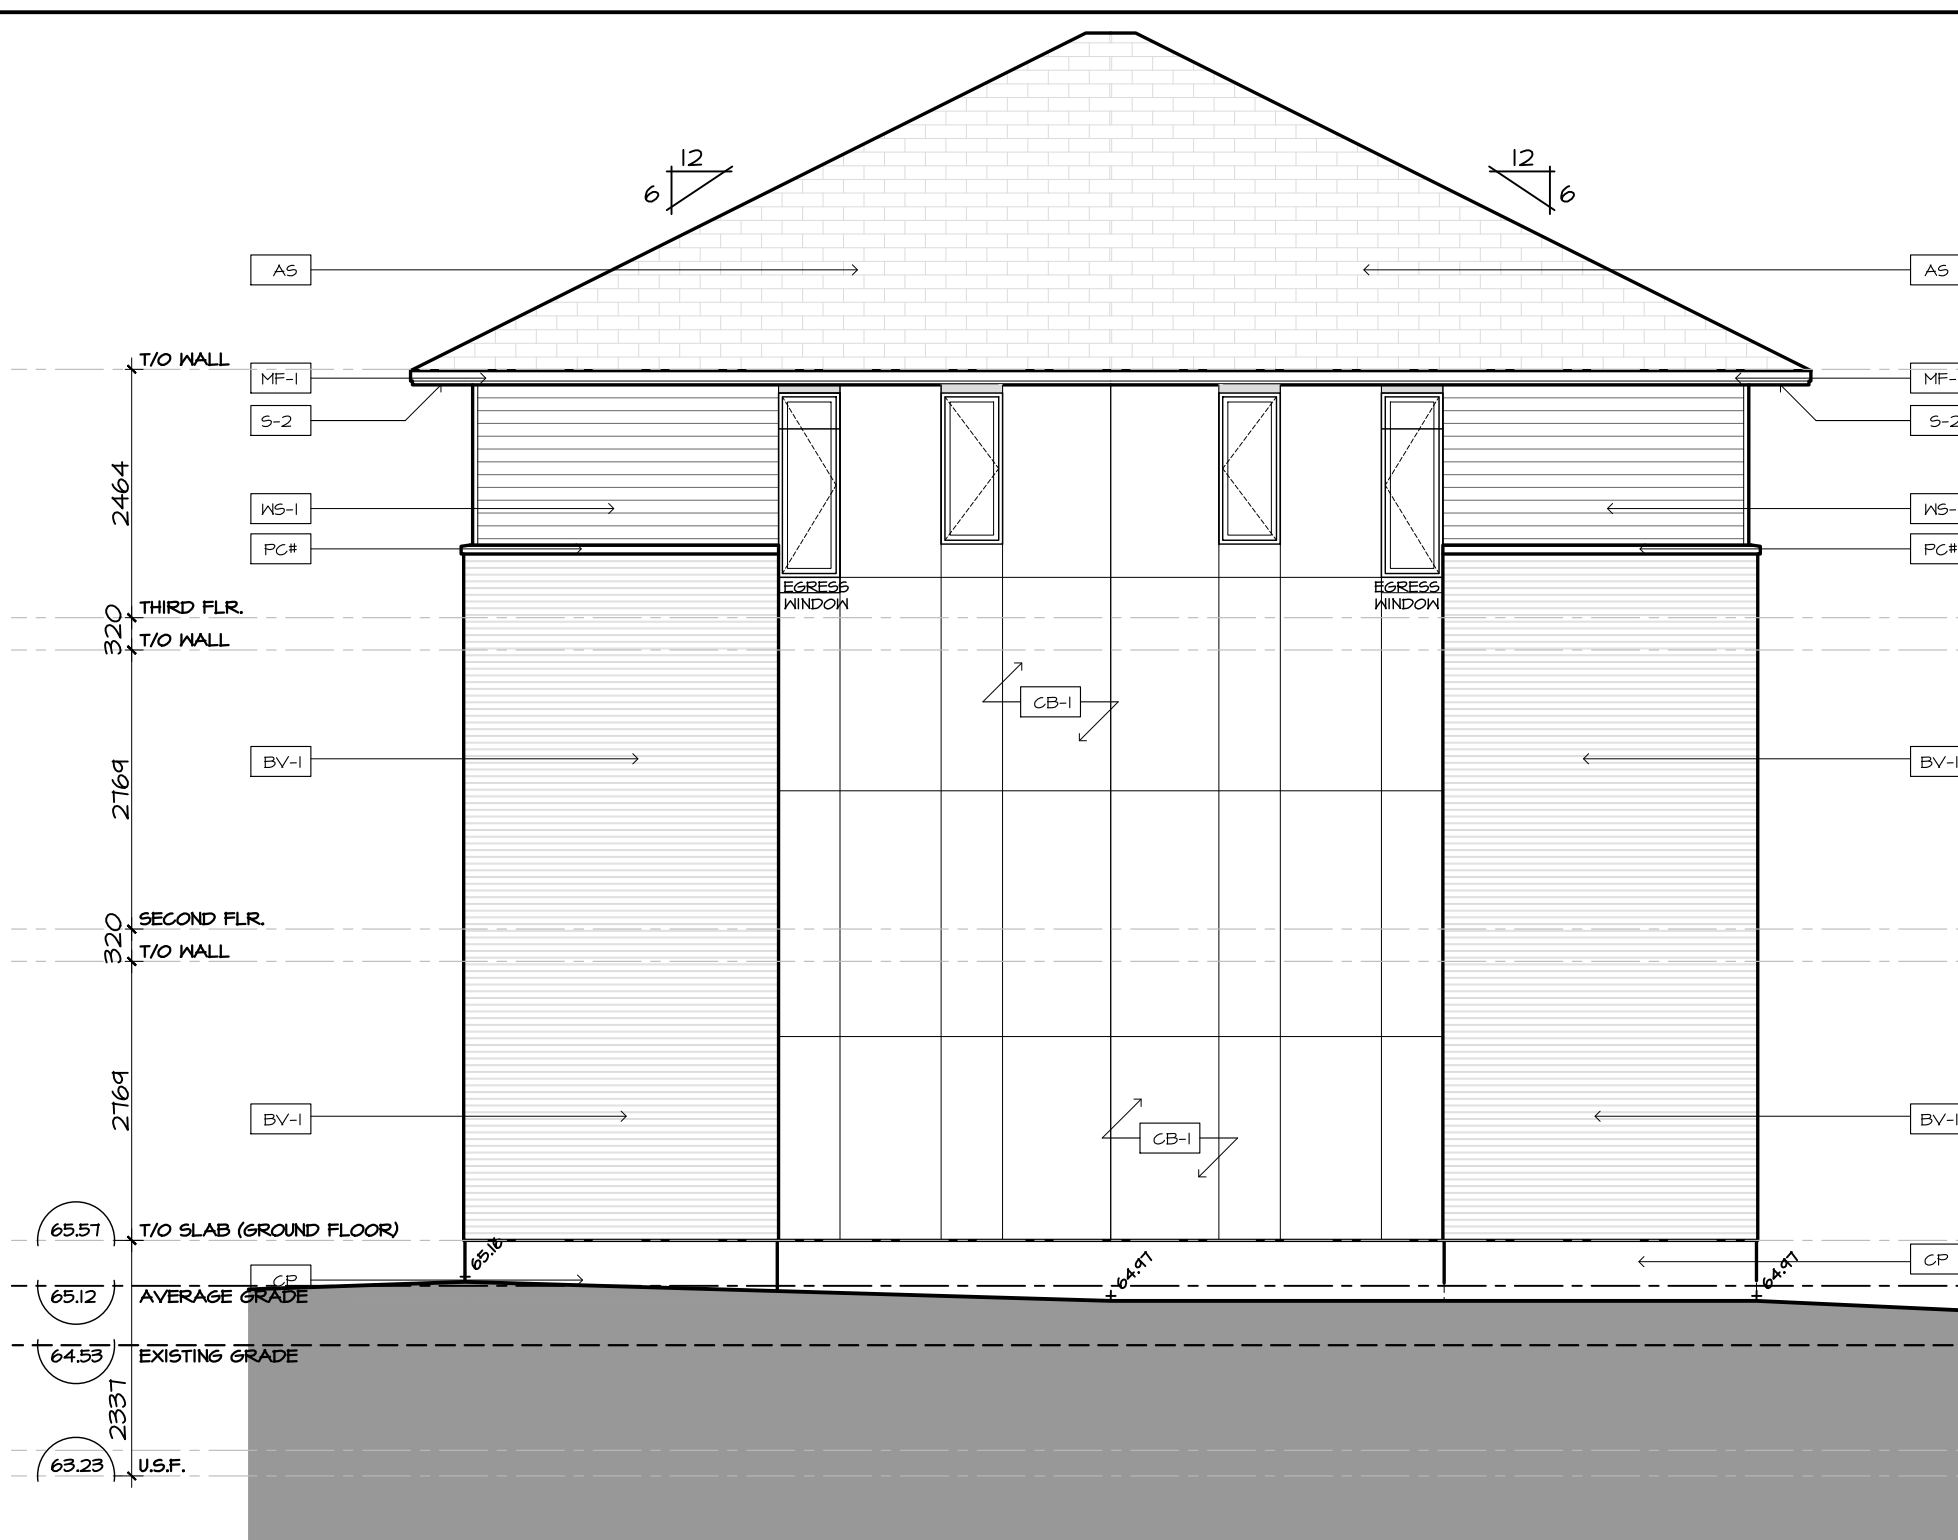 12
6
12
6
AS
AS
T/O WALL
MF-1
MF-
S-2
S-2
2464
WS-1
WS-
PC#
PC#
EGRESS
WINDOW
EGRESS
WINDOW
THIRD FLR.
320
T/O WALL
CB-1
BV-1
BV-1
2769
SECOND FLR.
320
T/O WALL
2769
BV-1
BV-1
CB-1
65.57
T/O SLAB (GROUND FLOOR)
64.97
64.97
CP
CP
65.12
AVERAGE GRADE
64.53
EXISTING GRADE
2337
63.23
U.S.F.